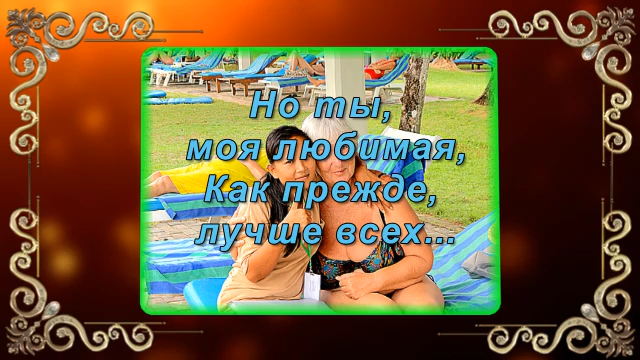 Но ты,
моя любимая,
Как прежде,
лучше всех...